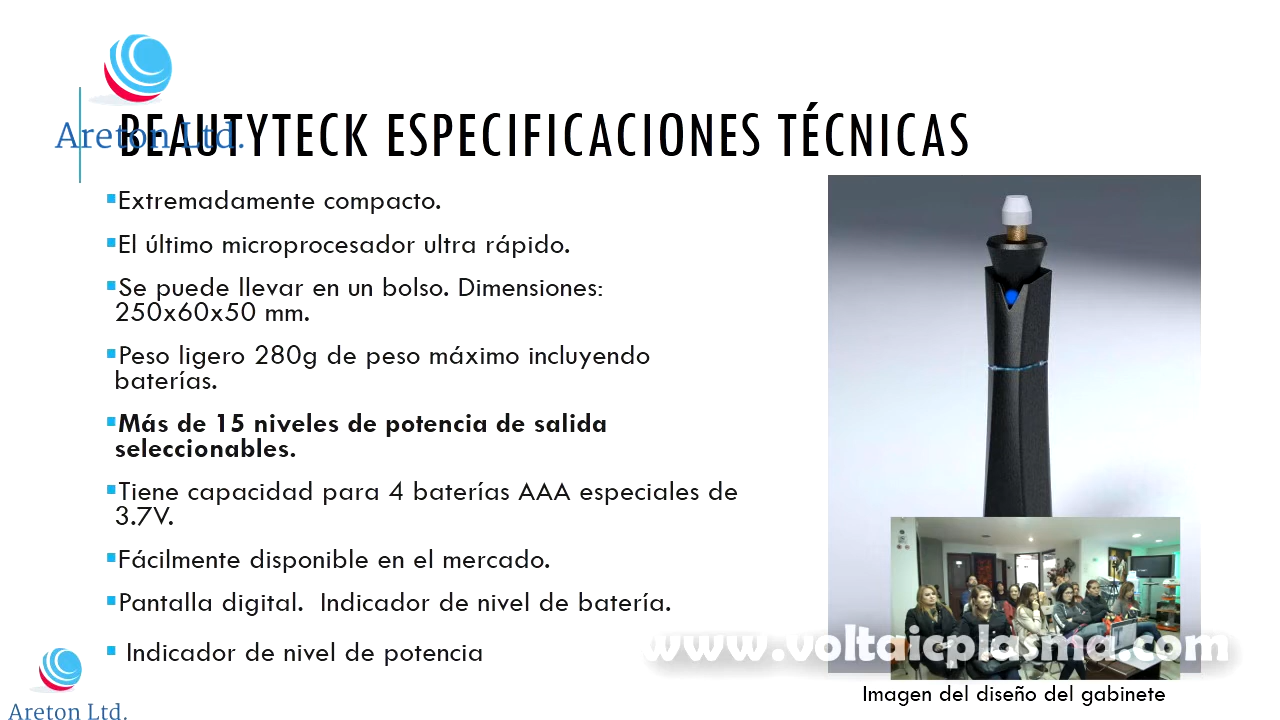 Areton Ltd.
BEAUTYTECK ESPECIFICACIONES TÉCNICAS
Extremadamente compacto.
El último microprocesador ultra rápido.
Se puede llevar en un bolso. Dimensiones:
250x60x50 mm.
Peso ligero 280g de peso máximo incluyendo
baterías.
Más de 15 niveles de potencia de salida
seleccionables.
Tiene capacidad para 4 baterías AAA especiales de
3.7V.
Fácilmente disponible en el mercado.
Pantalla digital.  Indicador de nivel de batería.
Indicador de nivel de potencia
www.voltaicplasma.com
Imagen del diseño del gabinete
Areton Ltd.